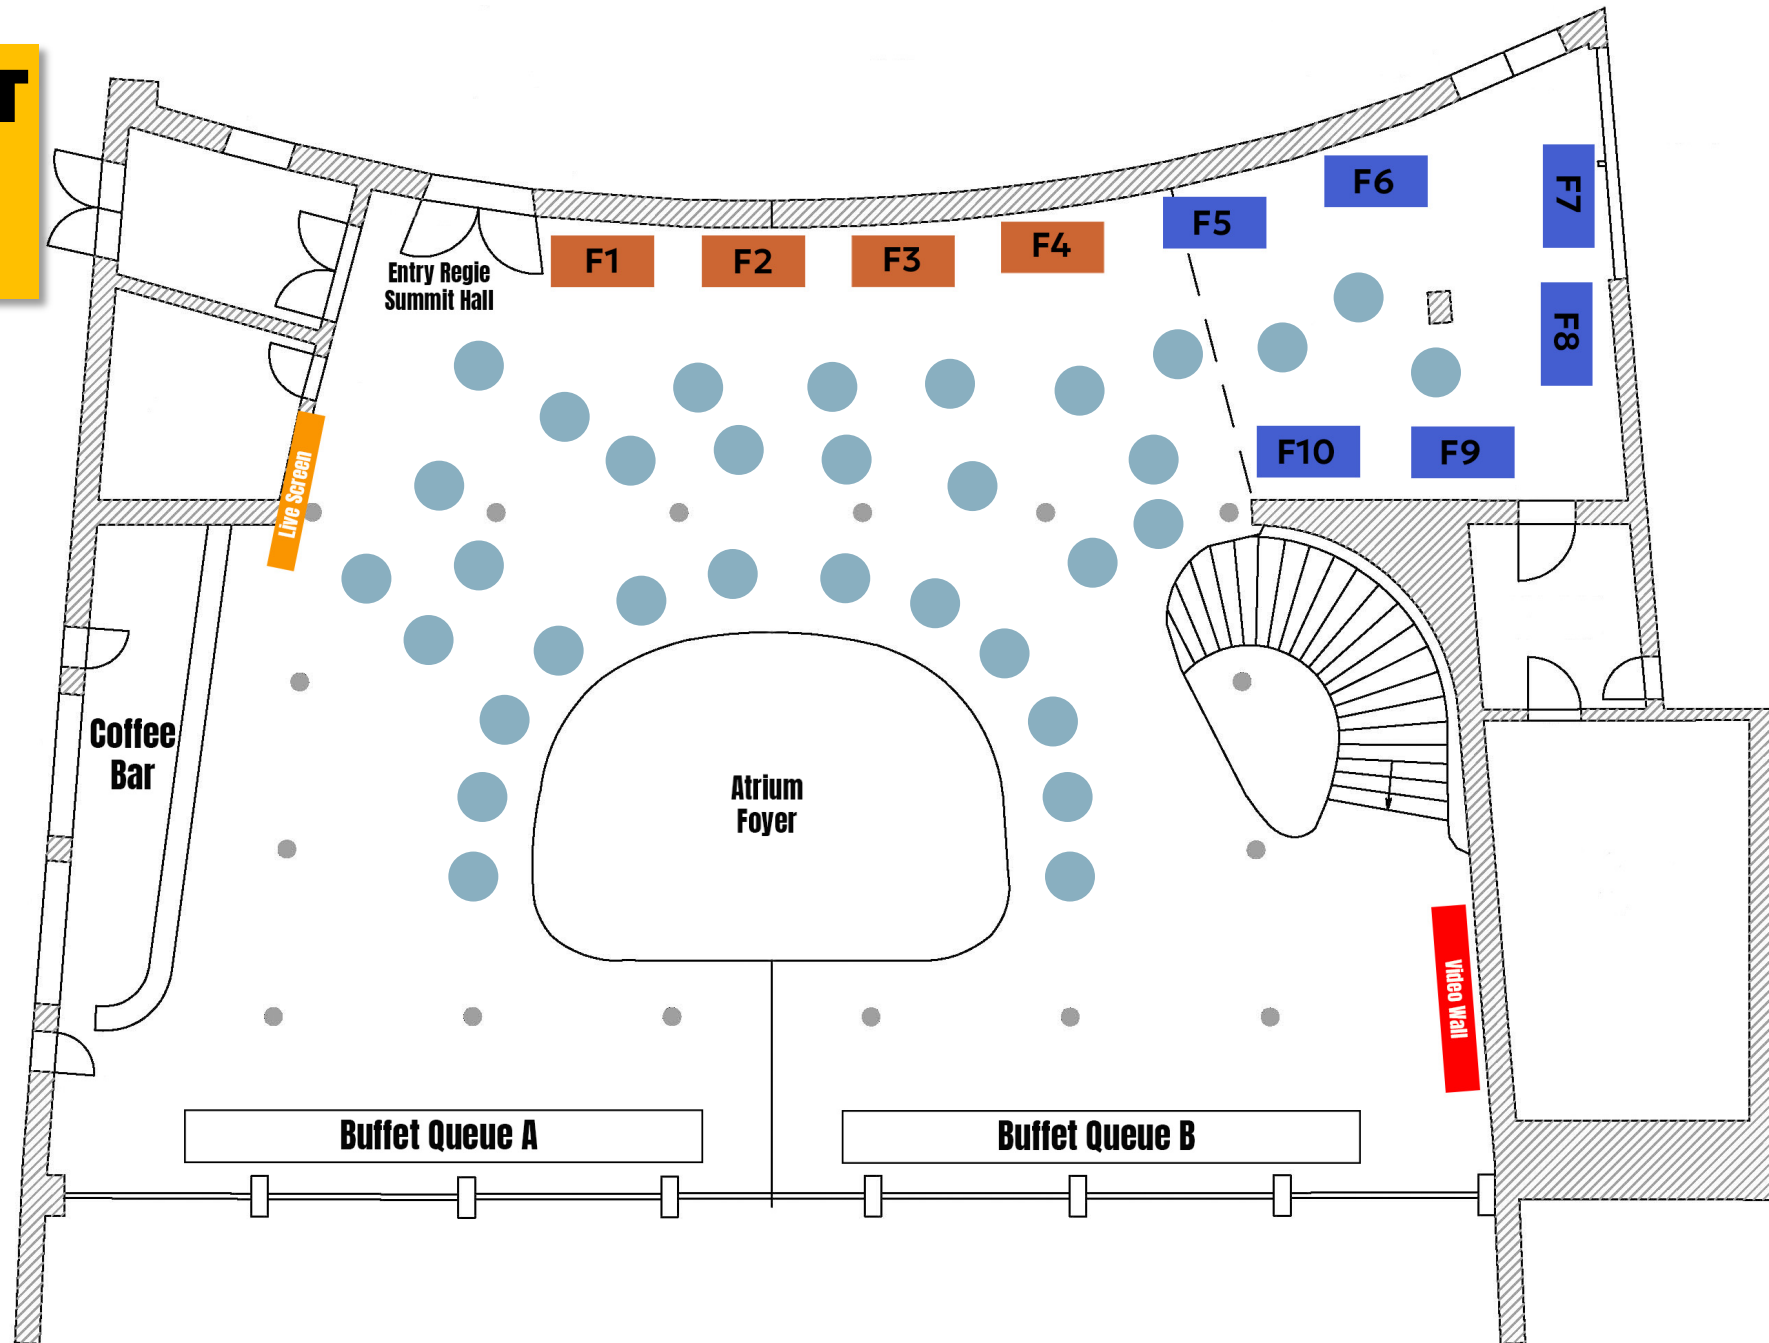 T
F6
F7
F5
F1
F2
F3
F4
Entry Regie
Summit Hall
F8
F10
F9
Live Screen
Coffee
Bar
Atrium
Foyer
Video Wall
Buffet Queue A
Buffet Queue B